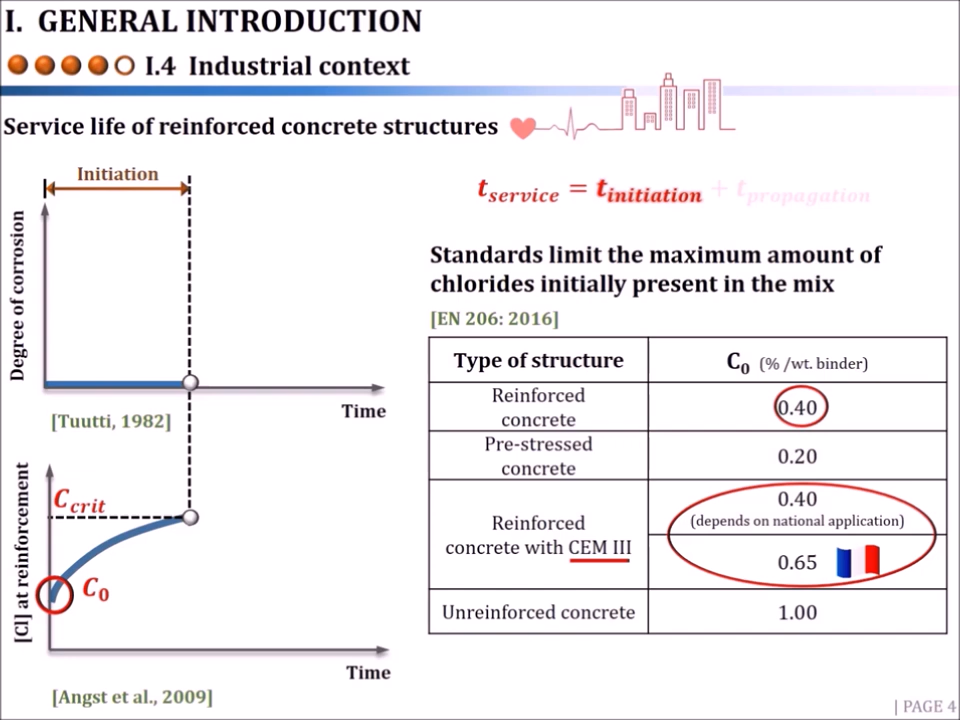 I. GENERAL INTRODUCTION
I.4 Industrial context
Service life of reinforced concrete structures
Initiation
Degree of corrosion
Time
[Tuutti, 1982]
[Cl] at reinforcement
C_crit
C_0
Time
[Angst et al., 2009]
t_service = t_initiation + t_propagation
Standards limit the maximum amount of
chlorides initially present in the mix
[EN 206: 2016]
Type of structure
C_0 (% /wt. binder)
Reinforced
concrete
0.40
Pre-stressed
concrete
0.20
Reinforced
concrete with CEM III
0.40
(depends on national application)
0.65
Unreinforced concrete
1.00
| PAGE 4